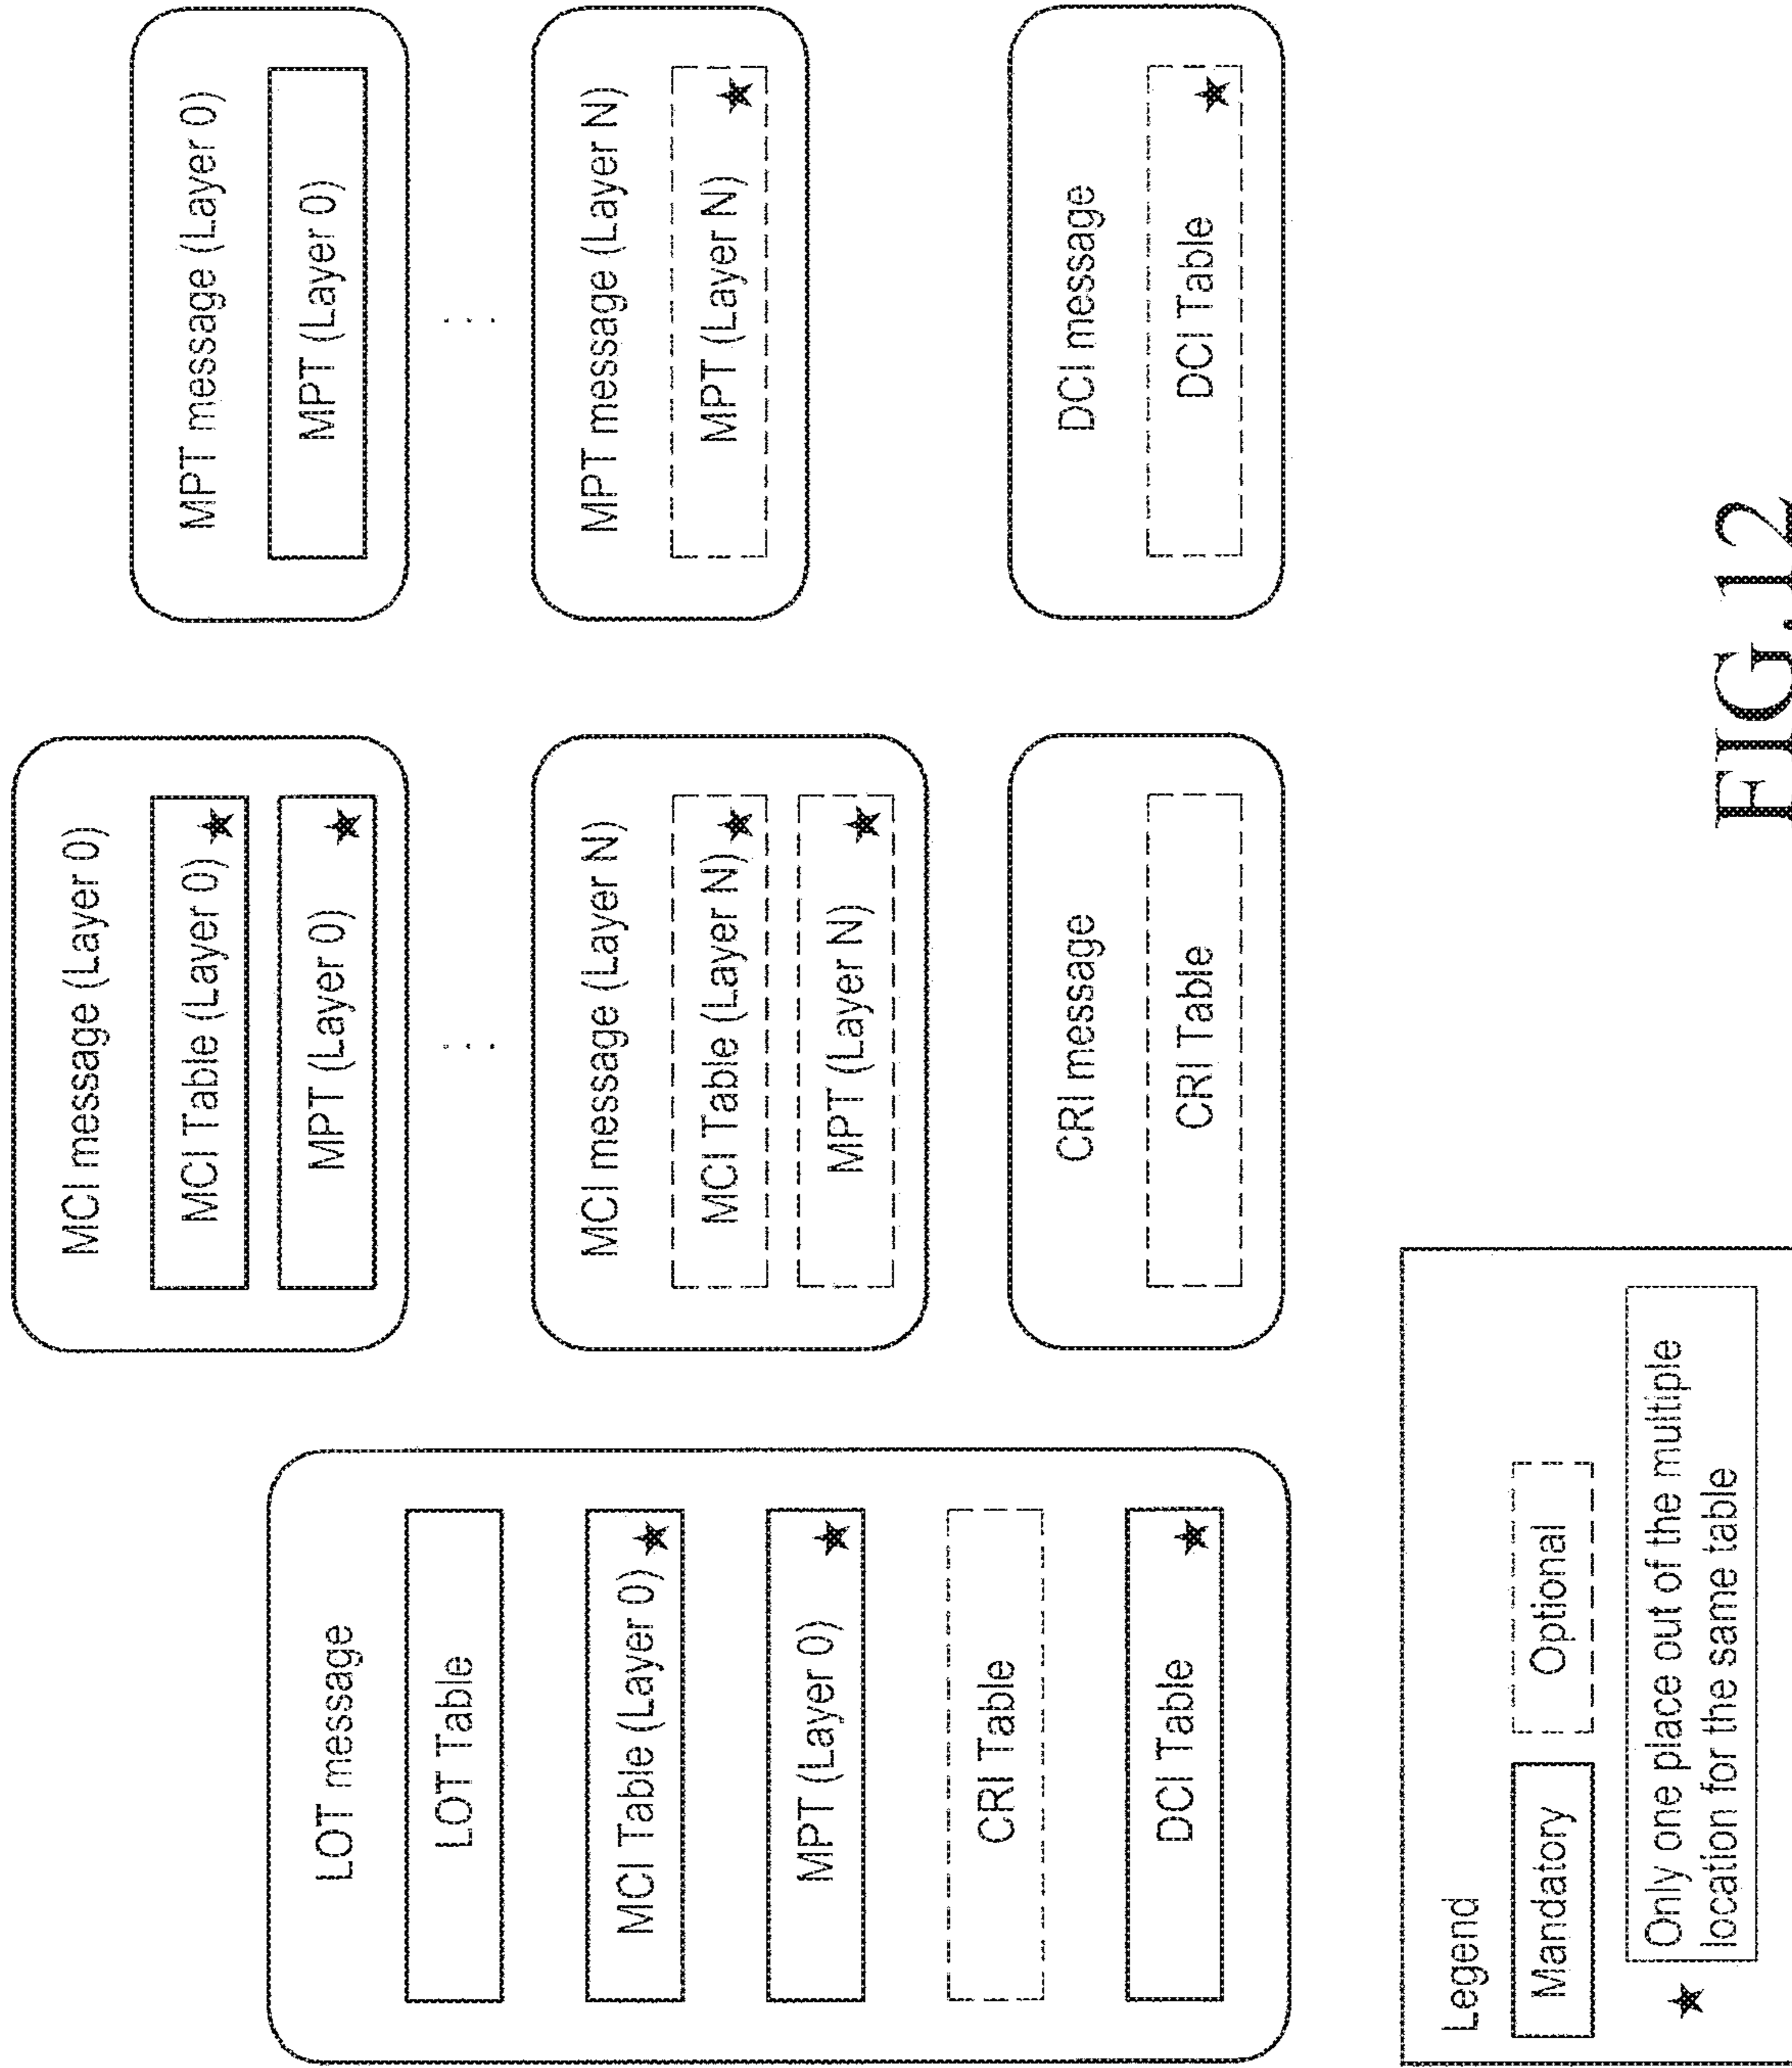 LOT message
LOT Table
MCI Table (Layer 0)
MPT (Layer 0)
CRI Table
DCI Table
MCI message (Layer 0)
MCI Table (Layer 0)
MPT (Layer 0)
MCI message (Layer N)
MCI Table (Layer N)
MPT (Layer N)
CRI message
CRI Table
MPT message (Layer 0)
MPT (Layer 0)
MPT message (Layer N)
MPT (Layer N)
DCI message
DCI Table
Legend
Mandatory
Optional
Only one place out of the multiple
location for the same table
FIG.12